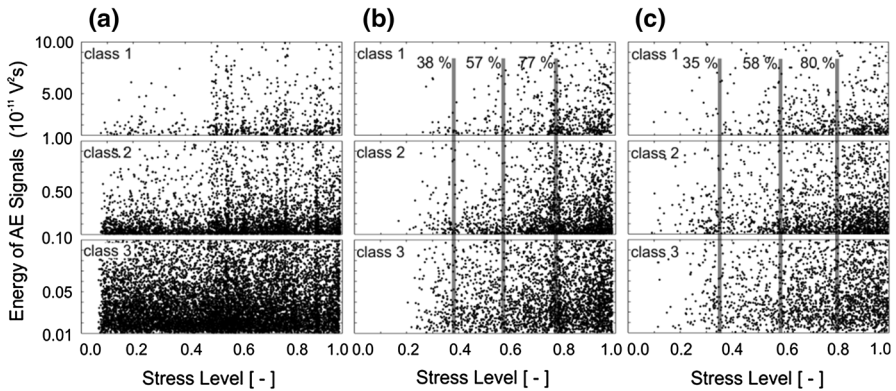 (a) (b) (c)
Energy of AE Signals (10⁻¹¹ V²s)
10.00
5.00
1.00
0.50
0.10
0.05
0.01
class 1
class 2
class 3
class 1
38 % 57 % 77 %
class 2
class 3
class 1
35 % 58 % 80 %
class 2
class 3
0.0 0.2 0.4 0.6 0.8 1.0
0.2 0.4 0.6 0.8 1.0
0.0 0.2 0.4 0.6 0.8 1.0
Stress Level [ - ] Stress Level [ - ] Stress Level [ - ]